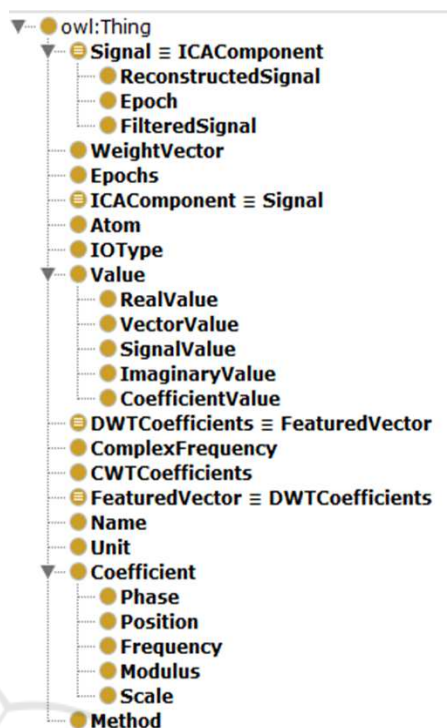 owl:Thing
Signal ≡ ICAComponent
ReconstructedSignal
Epoch
FilteredSignal
WeightVector
Epochs
ICAComponent ≡ Signal
Atom
IOType
Value
RealValue
VectorValue
SignalValue
ImaginaryValue
CoefficientValue
DWTCoefficients ≡ FeaturedVector
ComplexFrequency
CWTCoefficients
FeaturedVector ≡ DWTCoefficients
Name
Unit
Coefficient
Phase
Position
Frequency
Modulus
Scale
Method